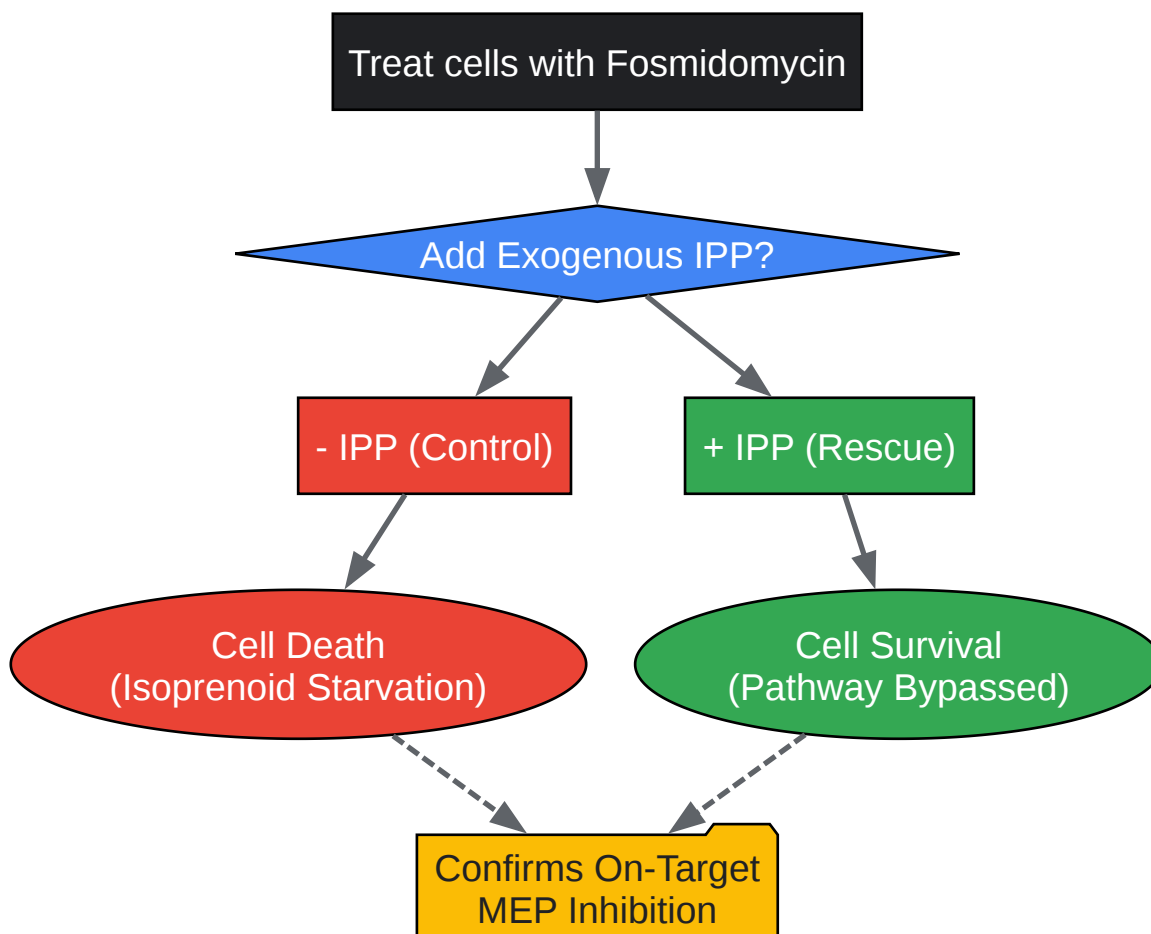 Treat cells with Fosmidomycin
Add Exogenous IPP?
- IPP (Control)
+ IPP (Rescue)
Cell Death
(Isoprenoid Starvation)
Cell Survival
(Pathway Bypassed)
Confirms On-Target
MEP Inhibition